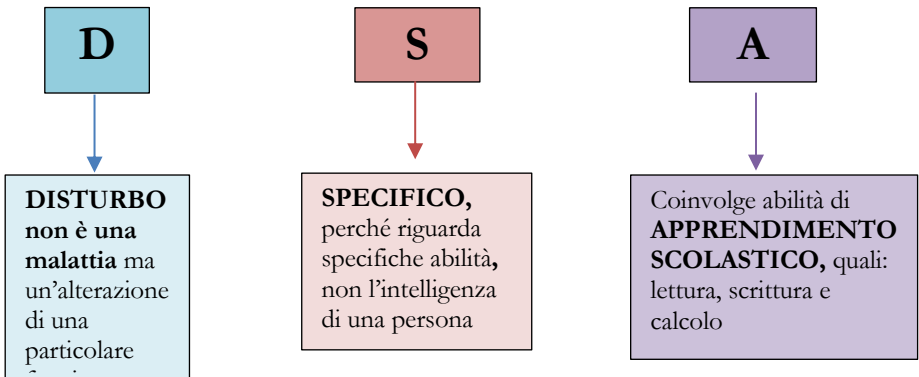 D
S
A
DISTURBO
non è una
malattia ma
un’alterazione
di una
particolare
SPECIFICO,
perché riguarda
specifiche abilità,
non l’intelligenza
di una persona
Coinvolge abilità di
APPRENDIMENTO
SCOLASTICO, quali:
lettura, scrittura e
calcolo